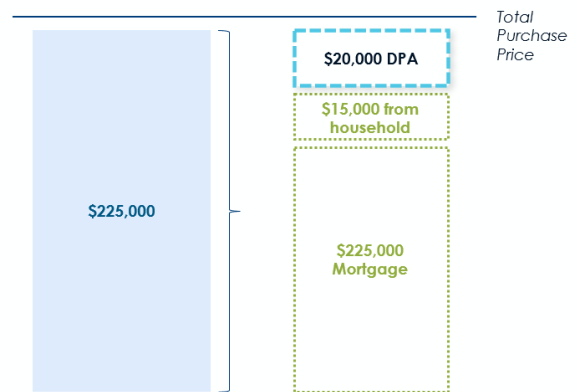 Total
Purchase
Price
$20,000 DPA
$15,000 from
household
$225,000
$225,000
Mortgage